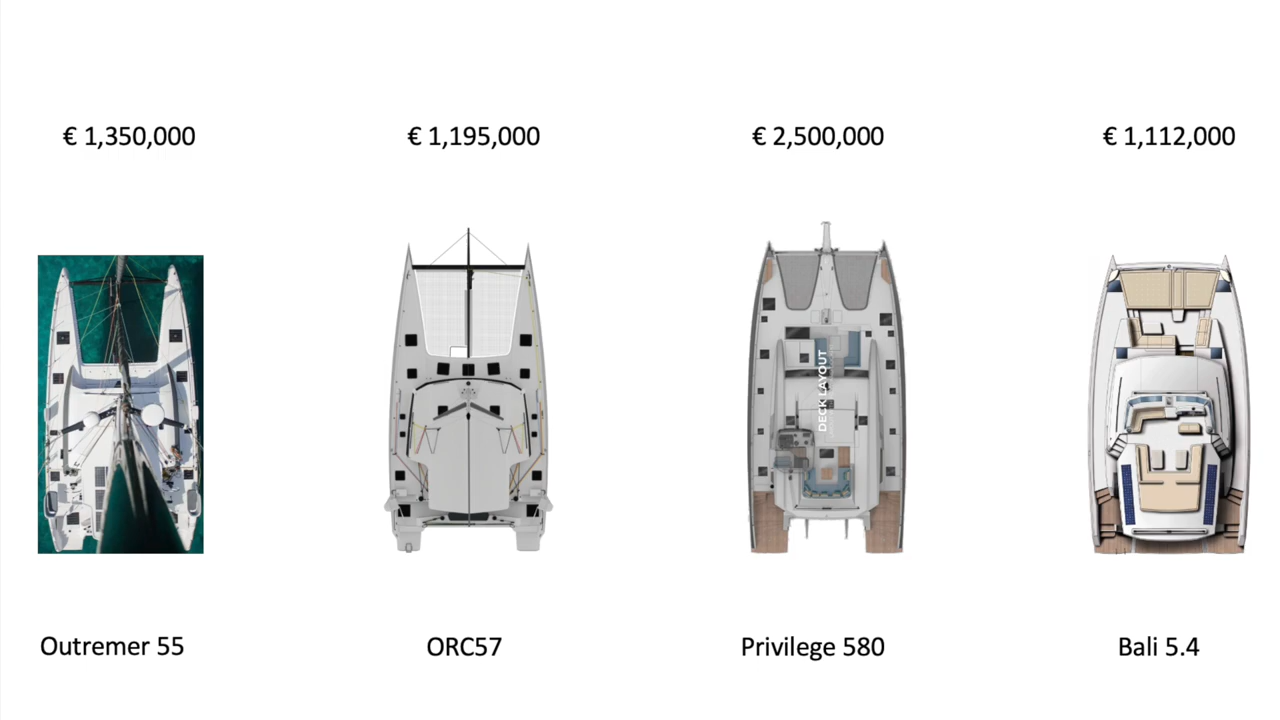 € 1,350,000
€ 1,195,000
€ 2,500,000
€ 1,112,000
DECK LAYOUT
Outremer 55
ORC57
Privilege 580
Bali 5.4